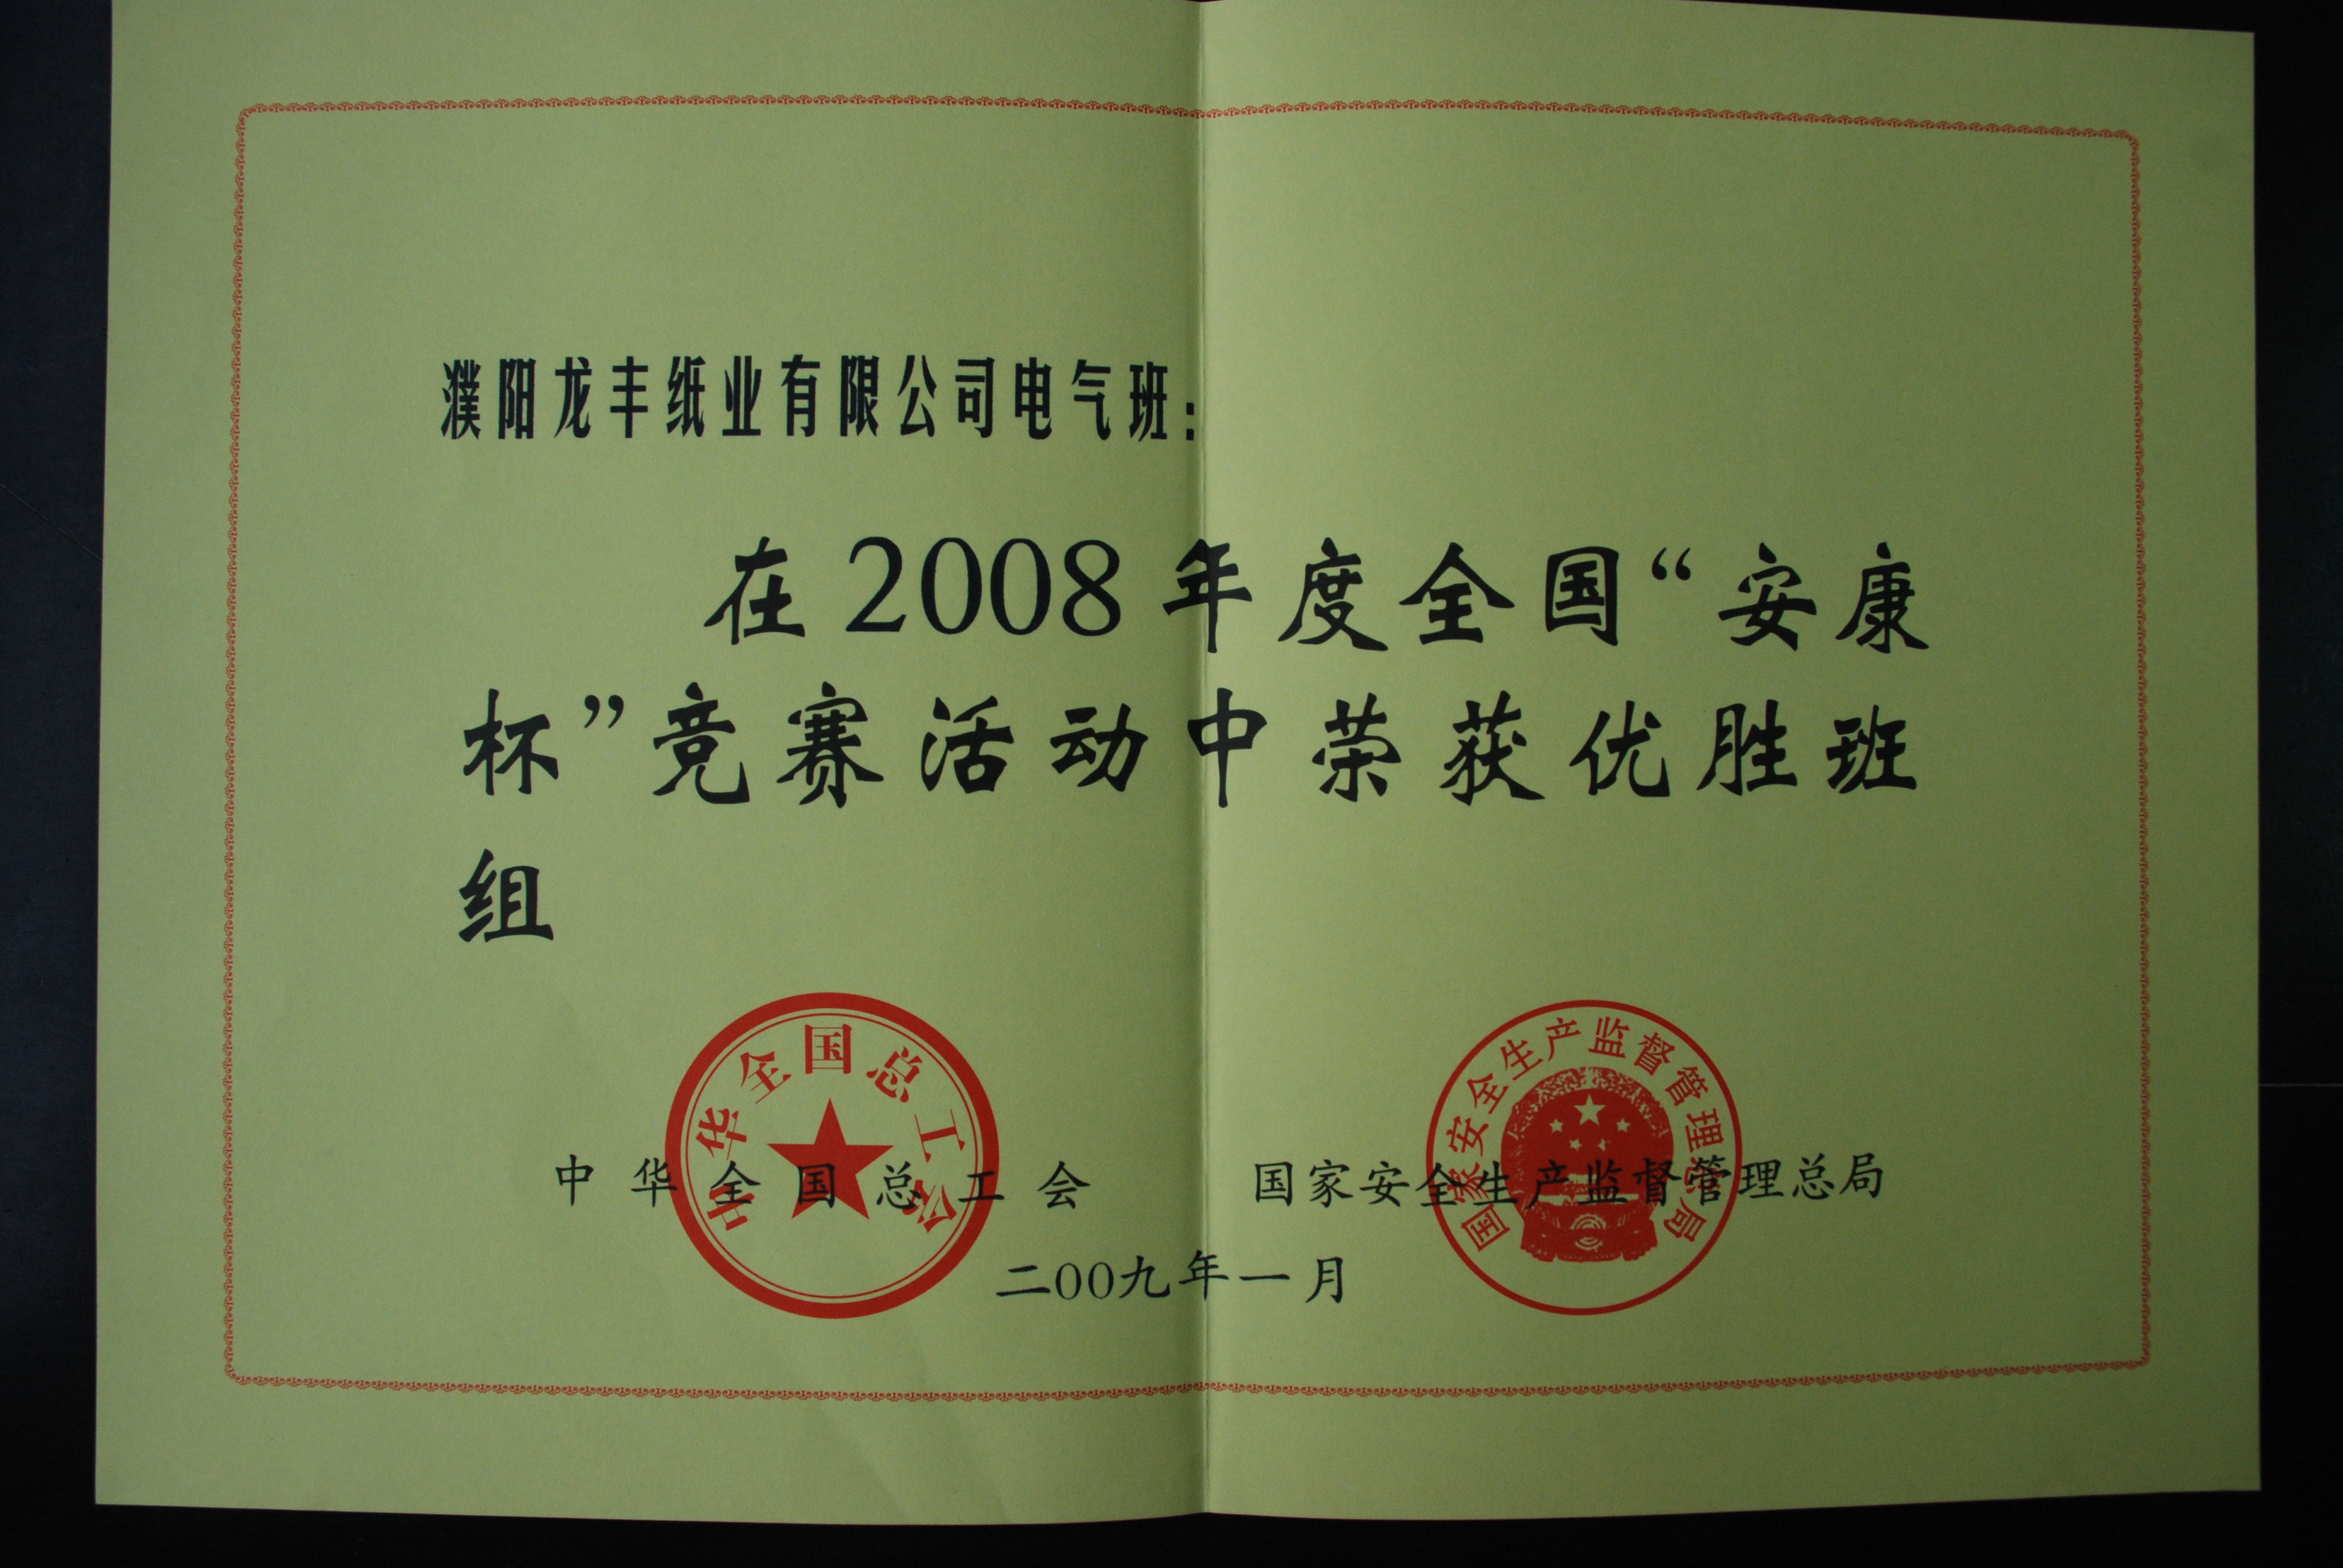 濮阳龙丰纸业有限公司电气班：
在2008年度全国“安康
杯”竞赛活动中荣获优胜班
组
中华全国总工会
国家安全生产监督管理总局
中华全国总工会
国家安全生产监督管理总局
二00九年一月